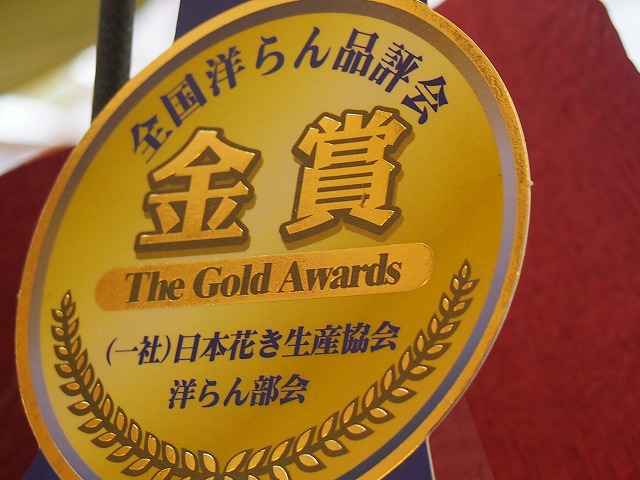 全国洋らん品評会
金賞
The Gold Awards
(一社)日本花き生産協会
洋らん部会